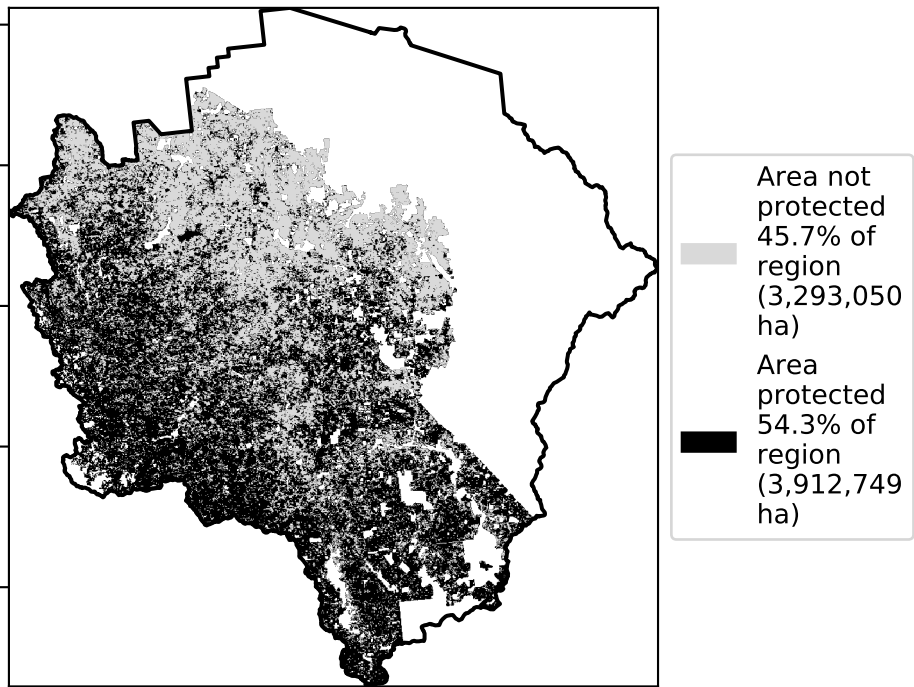 Area not
protected
45.7% of
region
(3,293,050
ha)
Area
protected
54.3% of
region
(3,912,749
ha)